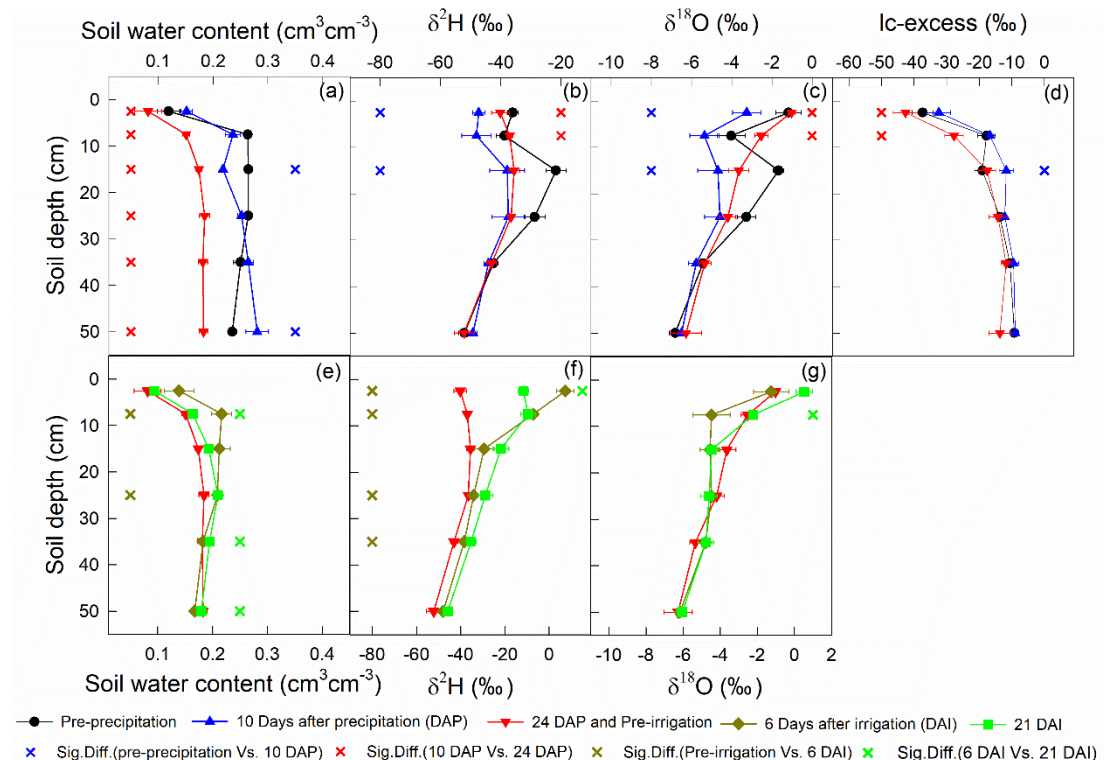 Soil water content (cm3cm-3) δ2H (‰) δ18O (‰) lc-excess (‰)
0.1 0.2 0.3 0.4 -80 -60 -40 -20 -10 -8 -6 -4 -2 0 2 -60 -50 -40 -30 -20 -10 0
(a) (b) (c) (d)
Soil depth (cm)
0
10
20
30
40
50
(e) (f) (g)
Soil depth (cm)
0
10
20
30
40
50
0.1 0.2 0.3 0.4 -80 -60 -40 -20 0 -10 -8 -6 -4 -2 0 2
Soil water content (cm3cm-3) δ2H (‰) δ18O (‰)
Pre-precipitation 10 Days after precipitation (DAP) 24 DAP and Pre-irrigation 6 Days after irrigation (DAI) 21 DAI
Sig.Diff.(pre-precipitation Vs. 10 DAP) Sig.Diff.(10 DAP Vs. 24 DAP) Sig.Diff.(Pre-irrigation Vs. 6 DAI) Sig.Diff.(6 DAI Vs. 21 DAI)